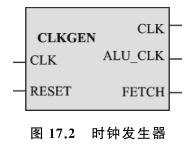 CLK
CLKGEN
ALU_CLK
CLK
RESET
FETCH
图 17.2 时钟发生器